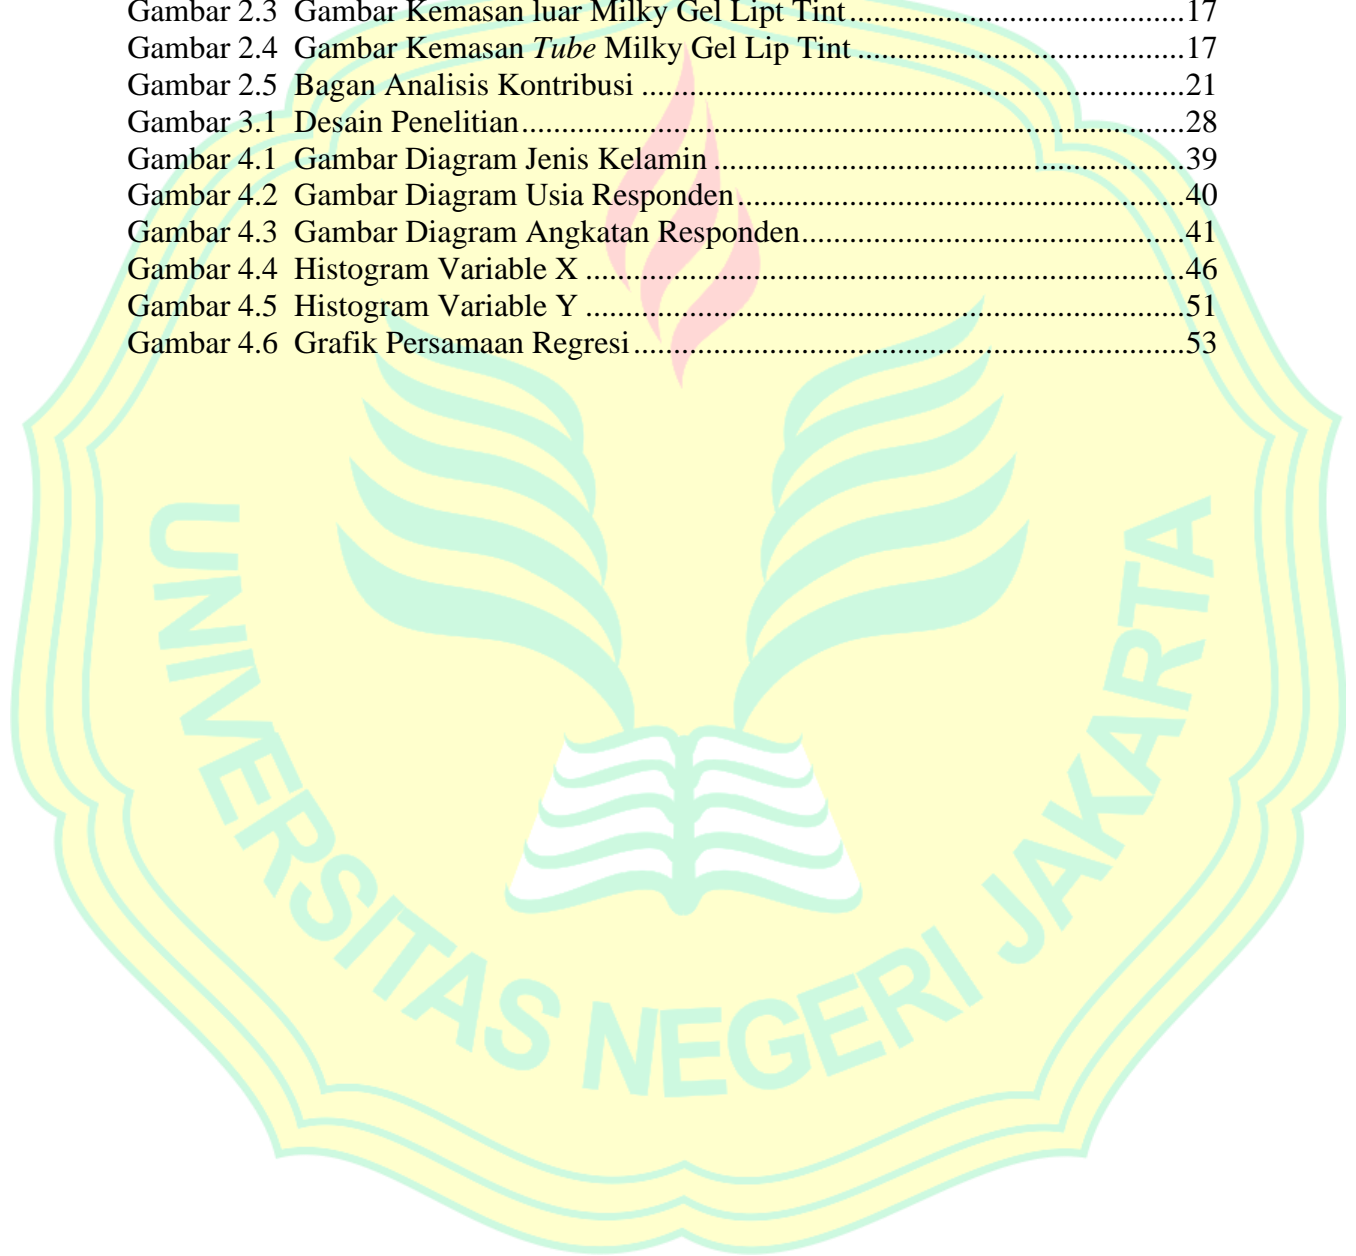 Gambar 2.3  Gambar Kemasan luar Milky Gel Lipt Tint.......................................17
Gambar 2.4  Gambar Kemasan Tube Milky Gel Lip Tint ......................................17
Gambar 2.5  Bagan Analisis Kontribusi .................................................................21
Gambar 3.1  Desain Penelitian................................................................................28
Gambar 4.1  Gambar Diagram Jenis Kelamin ........................................................39
Gambar 4.2  Gambar Diagram Usia Responden.....................................................40
Gambar 4.3  Gambar Diagram Angkatan Responden.............................................41
Gambar 4.4  Histogram Variable X ........................................................................46
Gambar 4.5  Histogram Variable Y ........................................................................51
Gambar 4.6  Grafik Persamaan Regresi..................................................................53
UNIVERSITAS NEGERI JAKARTA